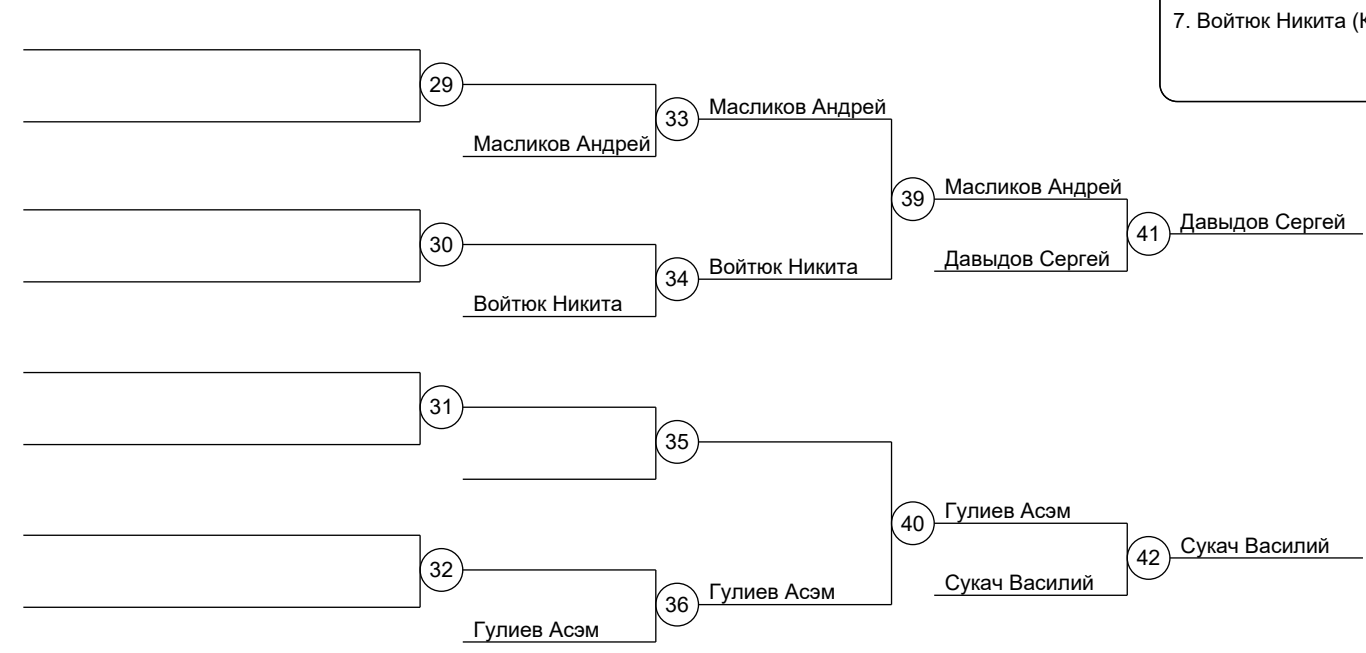 7. Войтюк Никита (
29
Масликов Андрей
33
Масликов Андрей
39
Масликов Андрей
41
Давыдов Сергей
Давыдов Сергей
30
Войтюк Никита
34
Войтюк Никита
31
35
40
Гулиев Асэм
42
Сукач Василий
Сукач Василий
32
Гулиев Асэм
36
Гулиев Асэм